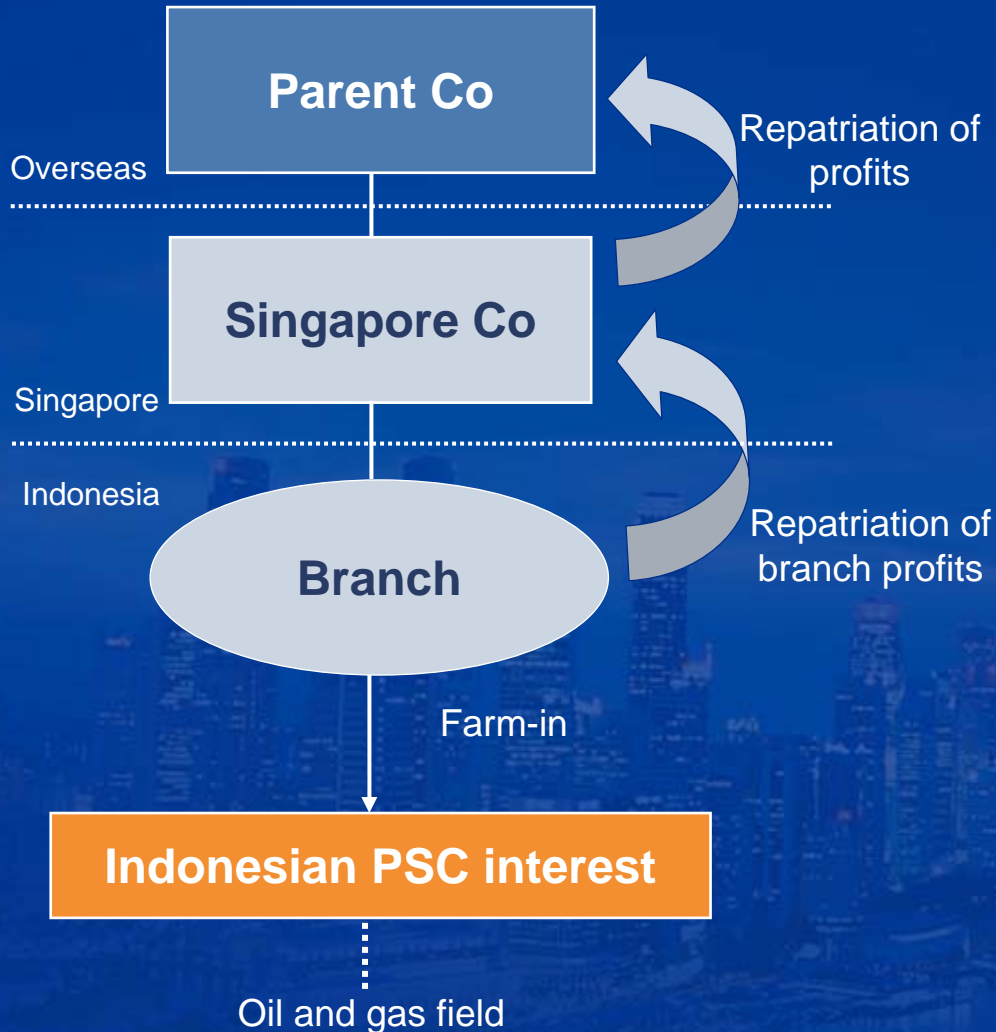 Parent Co
Repatriation of
profits
Overseas
Singapore Co
Singapore
Indonesia
Repatriation of
branch profits
Branch
Farm-in
Indonesian PSC interest
Oil and gas field